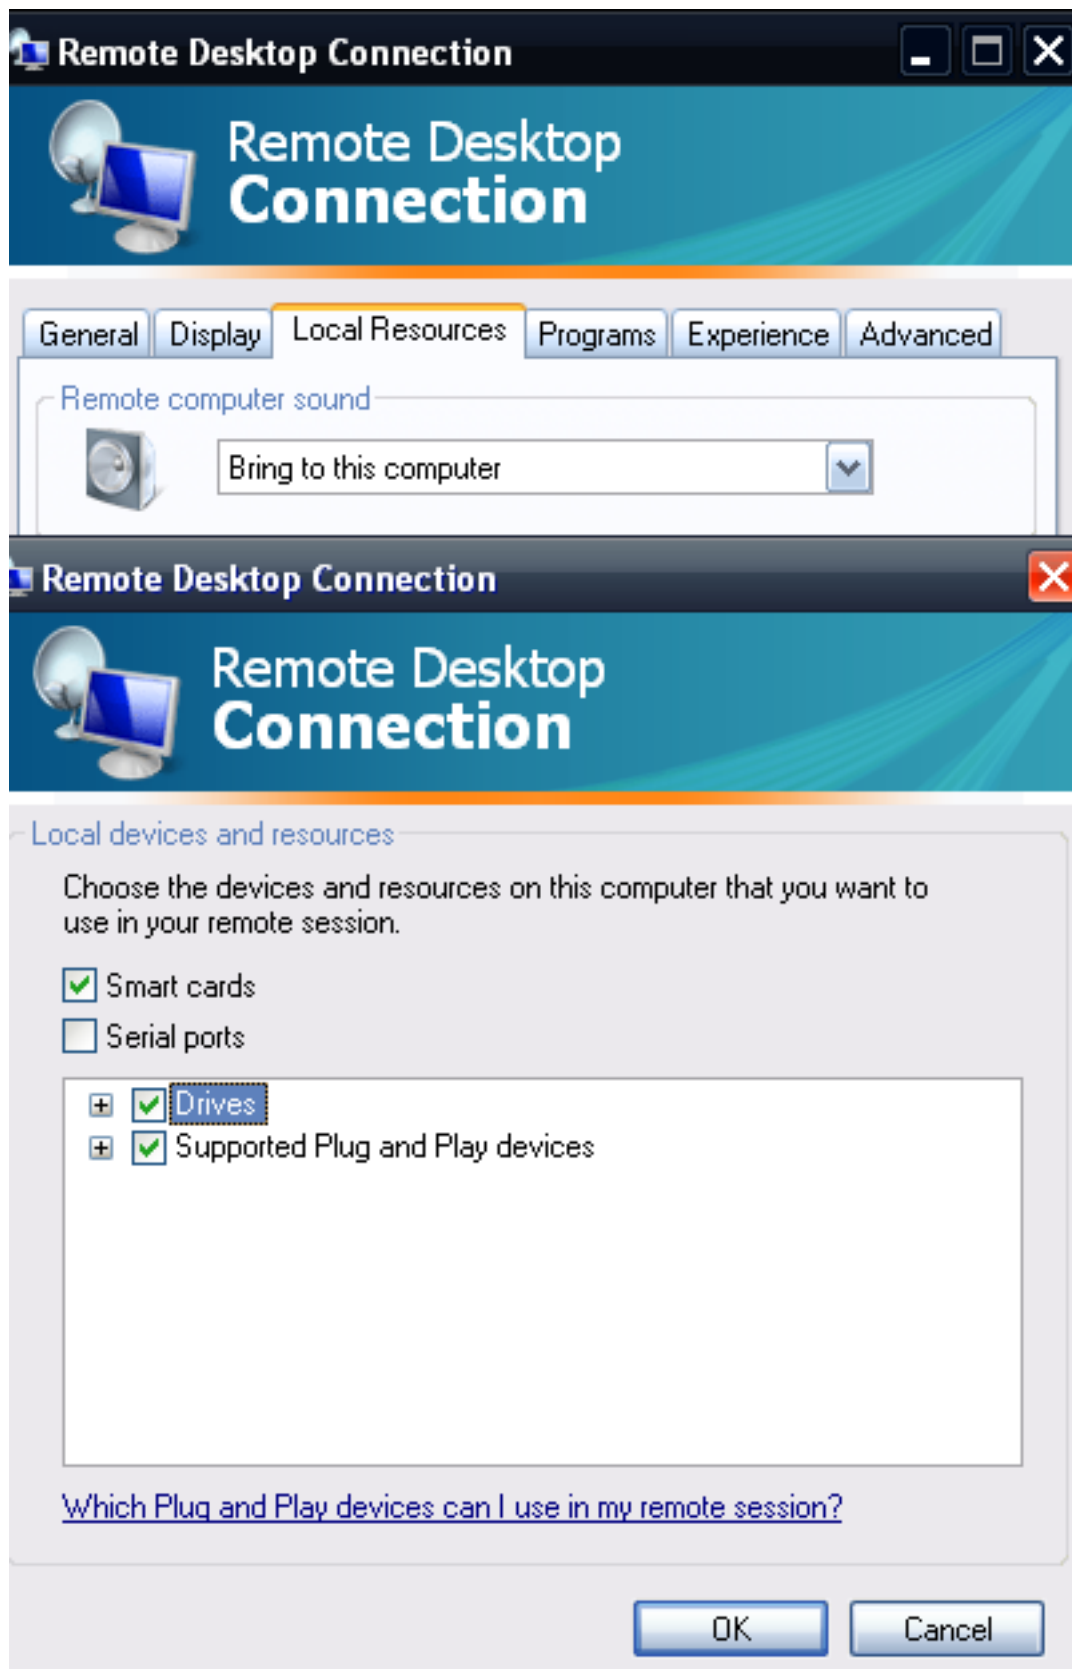 Remote Desktop Connection
Remote Desktop
Connection
General Display Local Resources Programs Experience Advanced
Remote computer sound
Bring to this computer
Remote Desktop Connection
Remote Desktop
Connection
Local devices and resources
Choose the devices and resources on this computer that you want to
use in your remote session.
Smart cards
Serial ports
Drives
Supported Plug and Play devices
Which Plug and Play devices can I use in my remote session?
OK Cancel